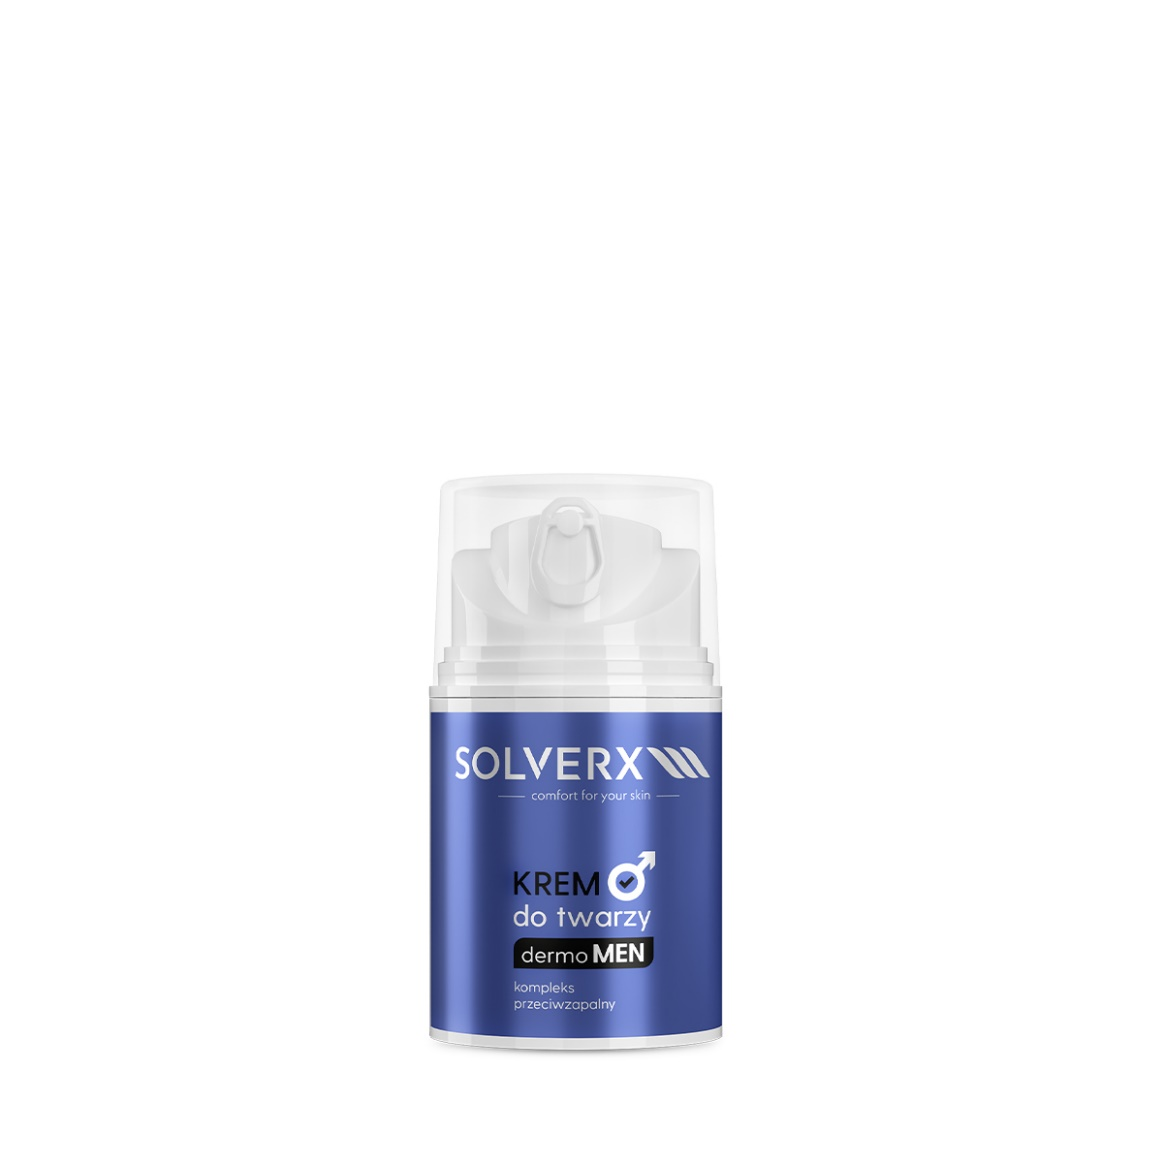 SOLVERX
comfort for your skin
KREM
do twarzy
dermo MEN
kompleks
przeciwzapalny